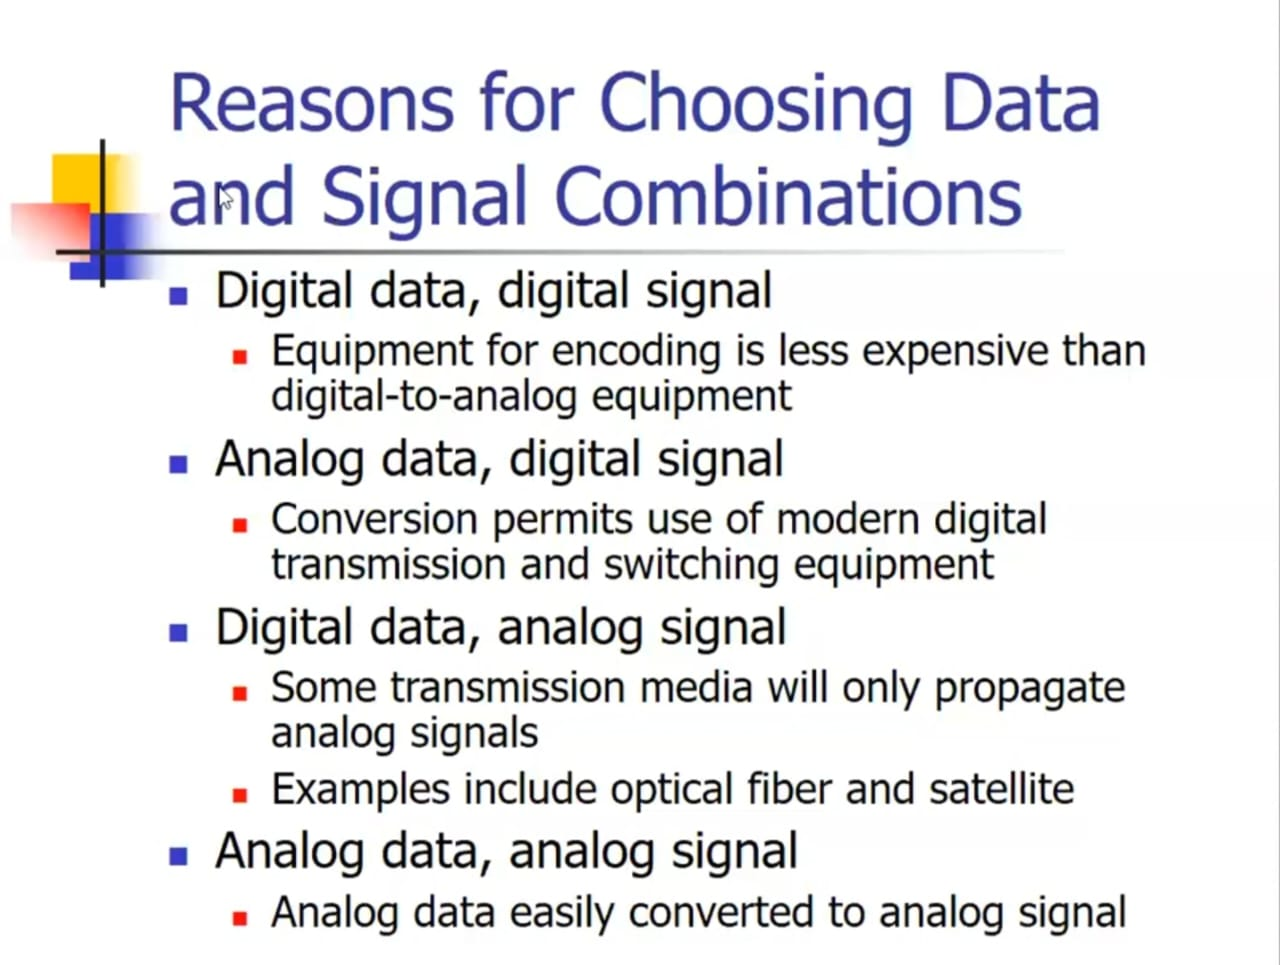 Reasons for Choosing Data
and Signal Combinations
Digital data, digital signal
Equipment for encoding is less expensive than
digital-to-analog equipment
Analog data, digital signal
Conversion permits use of modern digital
transmission and switching equipment
Digital data, analog signal
Some transmission media will only propagate
analog signals
Examples include optical fiber and satellite
Analog data, analog signal
Analog data easily converted to analog signal